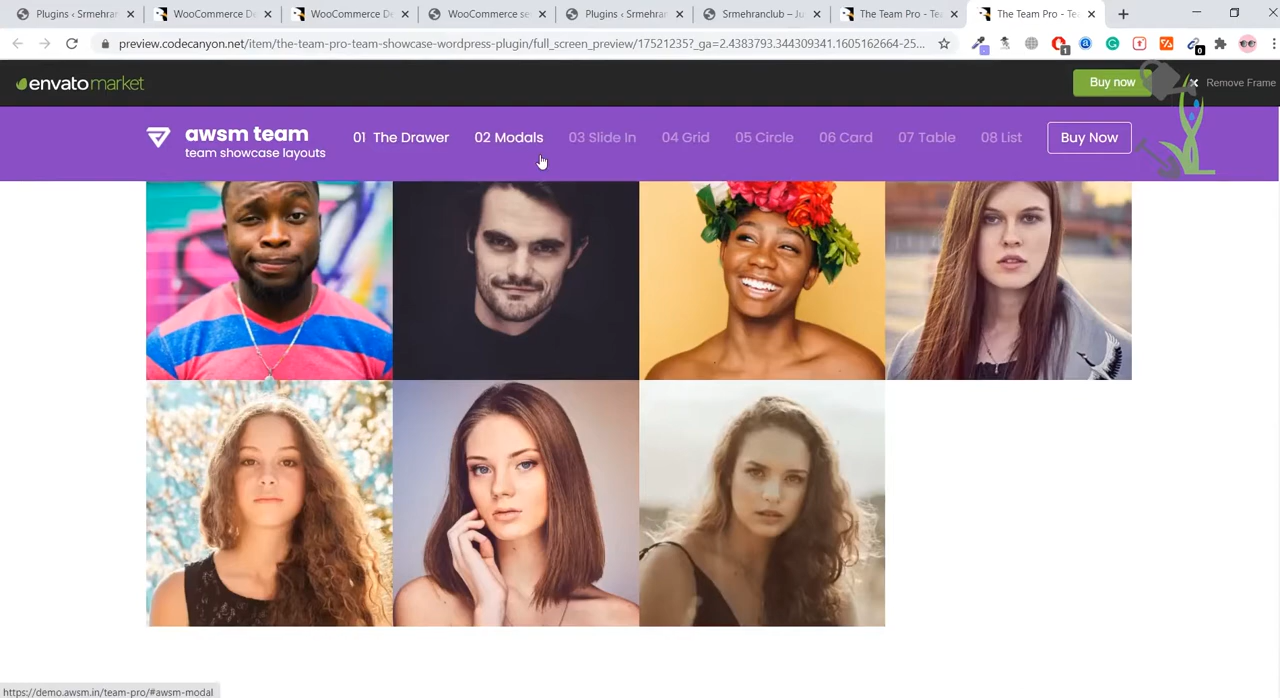 Plugins ‹ Srmehran
WooCommerce De
WooCommerce De
WooCommerce se
Plugins ‹ Srmehran
Srmehranclub – Ju
The Team Pro - Tea
The Team Pro - Tea
preview.codecanyon.net/item/the-team-pro-team-showcase-wordpress-plugin/full_screen_preview/17521235?_ga=2.4383793.344309341.1605162664-25...
1
0
envato market
Buy now
Remove Frame
awsm team
team showcase layouts
01 The Drawer
02 Modals
03 Slide In
04 Grid
05 Circle
06 Card
07 Table
08 List
Buy Now
https://demo.awsm.in/team-pro/#awsm-modal